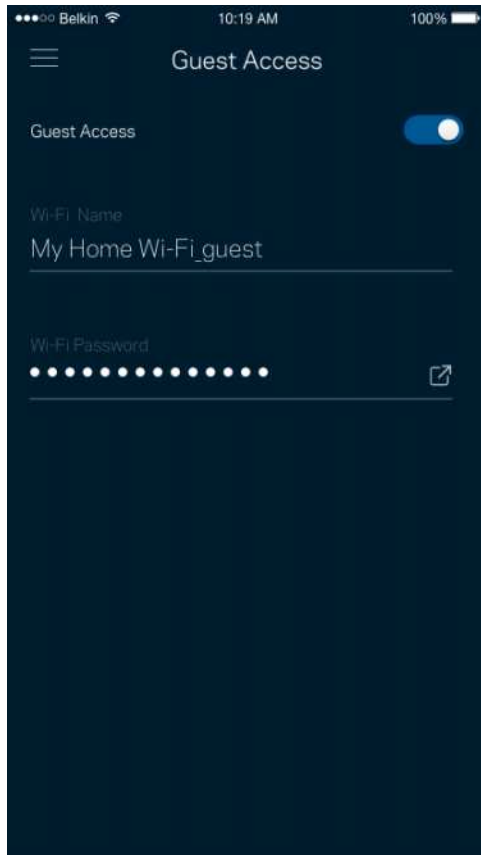 Belkin 10:19 AM 100%
Guest Access
Guest Access
Wi-Fi Name
My Home Wi-Fi_guest
Wi-Fi Password
●●●●●●●●●●●●●●